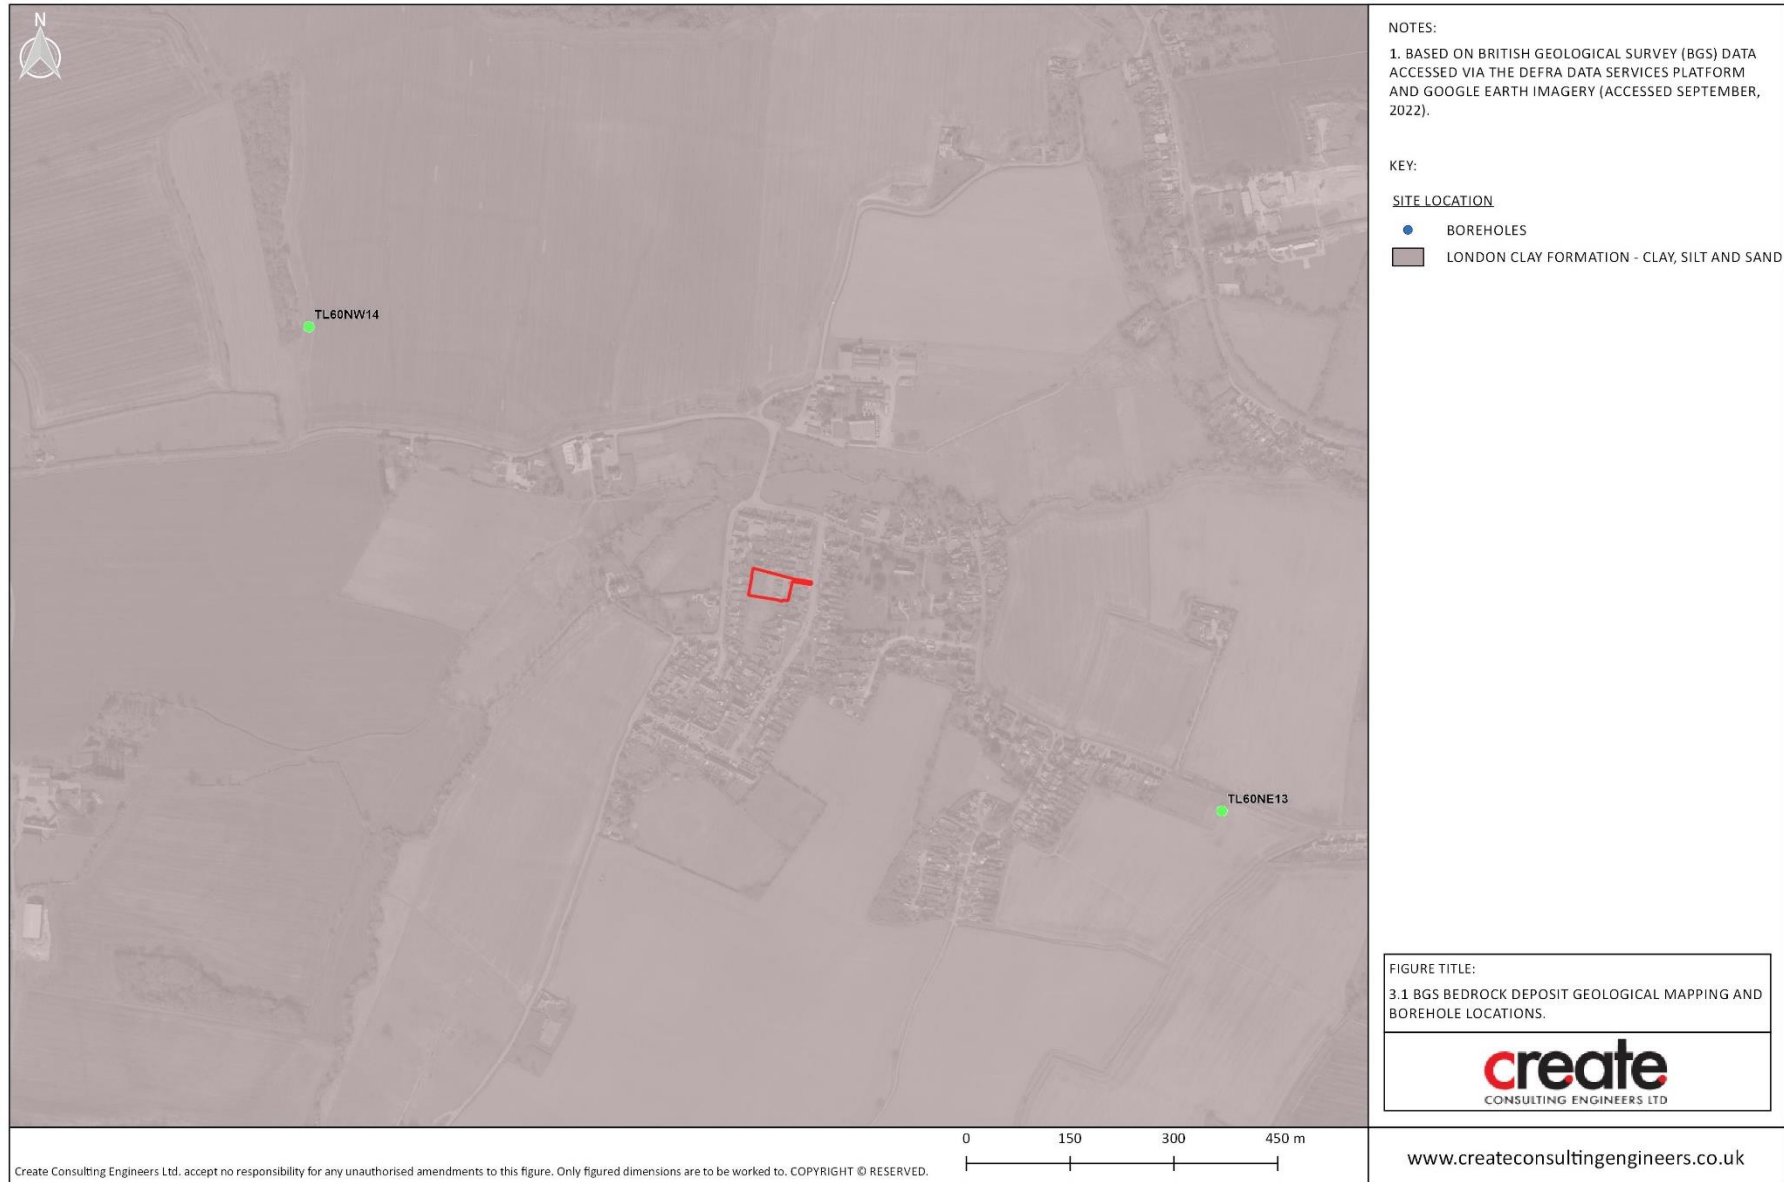 N
TL60NW14
TL60NE13
NOTES:
1. BASED ON BRITISH GEOLOGICAL SURVEY (BGS) DATA
ACCESSED VIA THE DEFRA DATA SERVICES PLATFORM
AND GOOGLE EARTH IMAGERY (ACCESSED SEPTEMBER,
2022).
KEY:
SITE LOCATION
BOREHOLES
LONDON CLAY FORMATION - CLAY, SILT AND SAND
FIGURE TITLE:
3.1 BGS BEDROCK DEPOSIT GEOLOGICAL MAPPING AND
BOREHOLE LOCATIONS.
create
CONSULTING ENGINEERS LTD
0 150 300 450 m
Create Consulting Engineers Ltd. accept no responsibility for any unauthorised amendments to this figure. Only figured dimensions are to be worked to. COPYRIGHT © RESERVED.
www.createconsultingengineers.co.uk